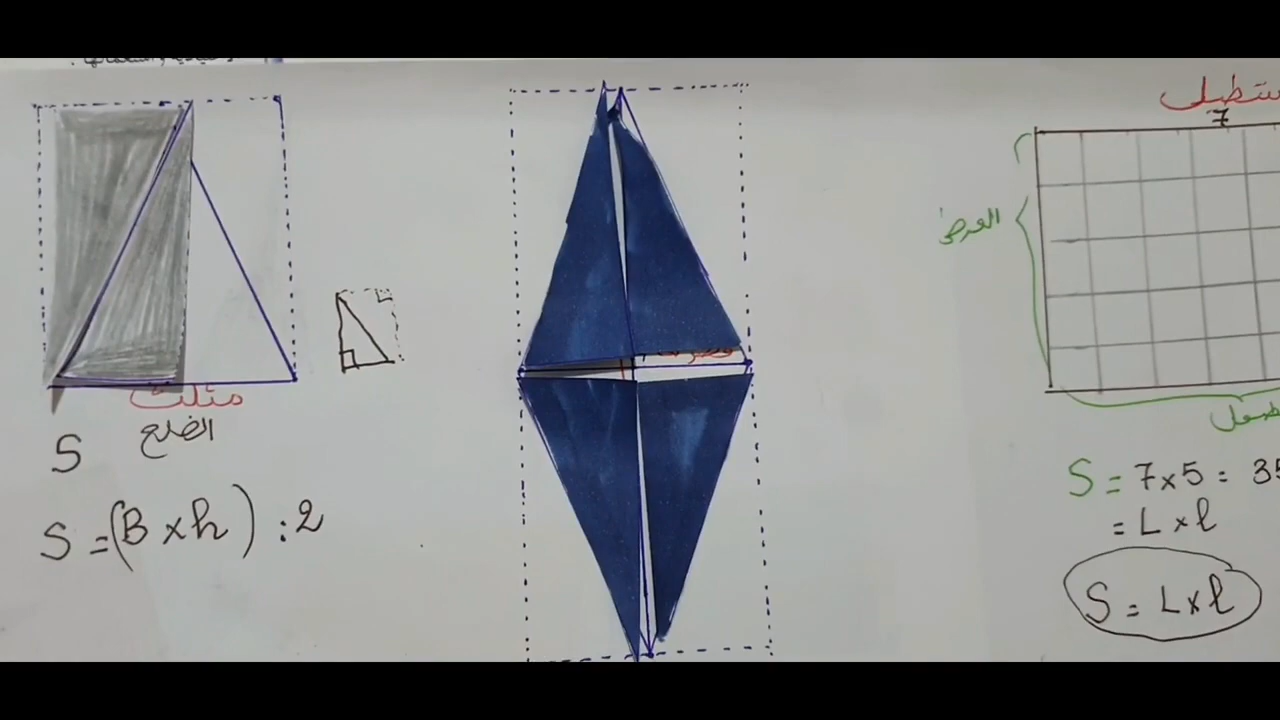 مثلث
الضلع
S
S = (B × h) : 2
7
العرض
S = 7×5 = 35
= L × l
S = L×l